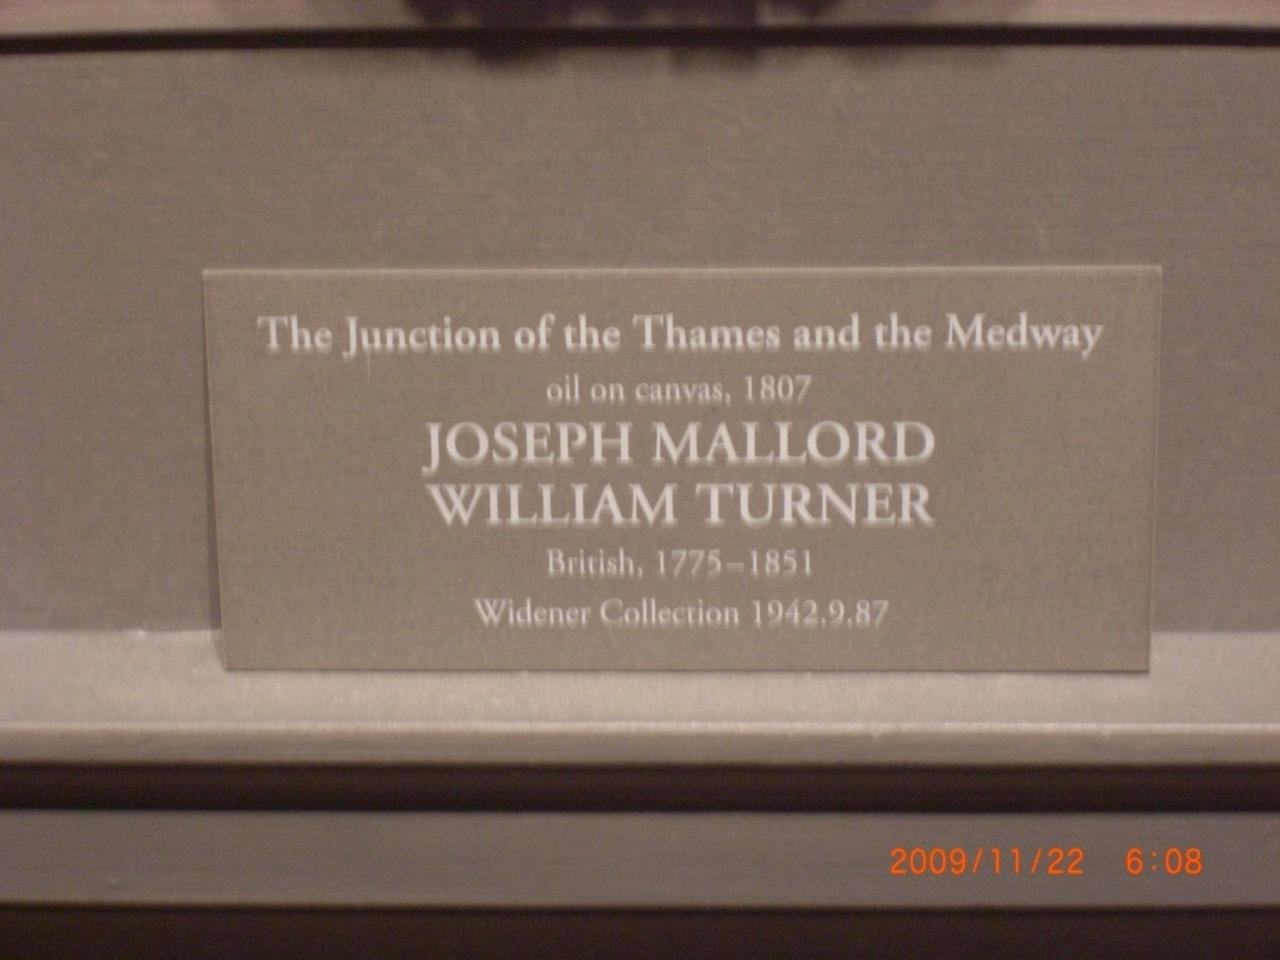 The Junction of the Thames and the Medway
oil on canvas, 1807
JOSEPH MALLORD
WILLIAM TURNER
British, 1775–1851
Widener Collection 1942.9.87
2009/11/22 6:08